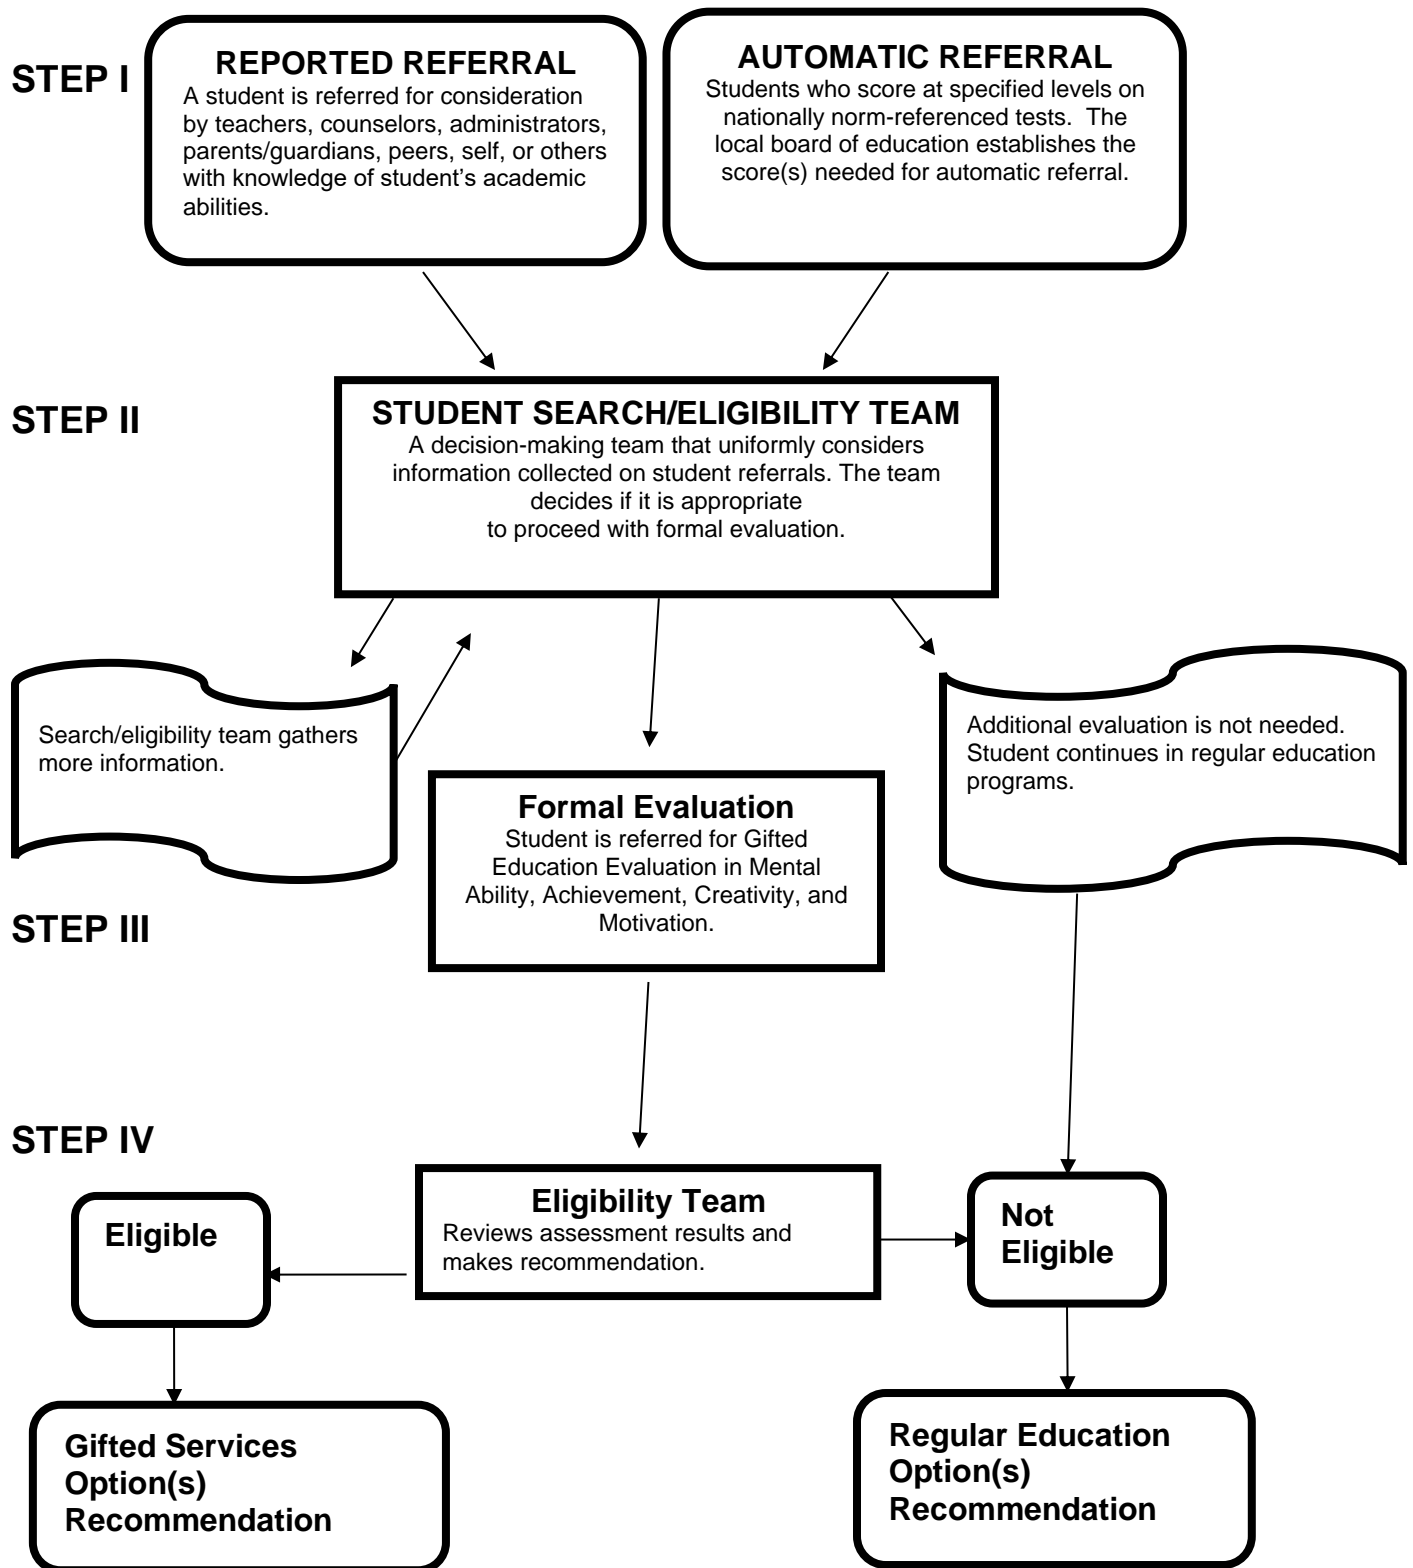 STEP I
REPORTED REFERRAL
A student is referred for consideration
by teachers, counselors, administrators,
parents/guardian, peers, self, or others
with knowledge of student’s academic
abilities.
AUTOMATIC REFERRAL
Students who score at specified levels on
nationally norm-referenced tests.  The
local board of education establishes the
score(s) needed for automatic referral.
STEP II
STUDENT SEARCH/ELIGIBILITY TEAM
A decision-making team that uniformly considers
information collected on student referrals. The team
decides if it is appropriate
to proceed with formal evaluation.
Search/eligibility team gathers
more information.
Additional evaluation is not needed.
Student continues in regular education
programs.
STEP III
Formal Evaluation
Student is referred for Gifted
Education Evaluation in Mental
Ability, Achievement, Creativity, and
Motivation.
STEP IV
Eligible
Eligibility Team
Reviews assessment results and
makes recommendation.
Not
Eligible
Gifted Services
Option(s)
Recommendation
Regular Education
Option(s)
Recommendation